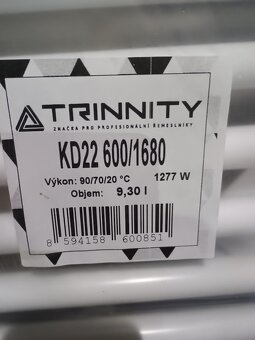 TRINNITY
ZNAČKA PRO PROFESIONÁLNÍ ŘEMESLNÍKY
KD22 600/1680
Výkon: 90/70/20 °C 1277 W
Objem: 9,30 l
8 594158 600851